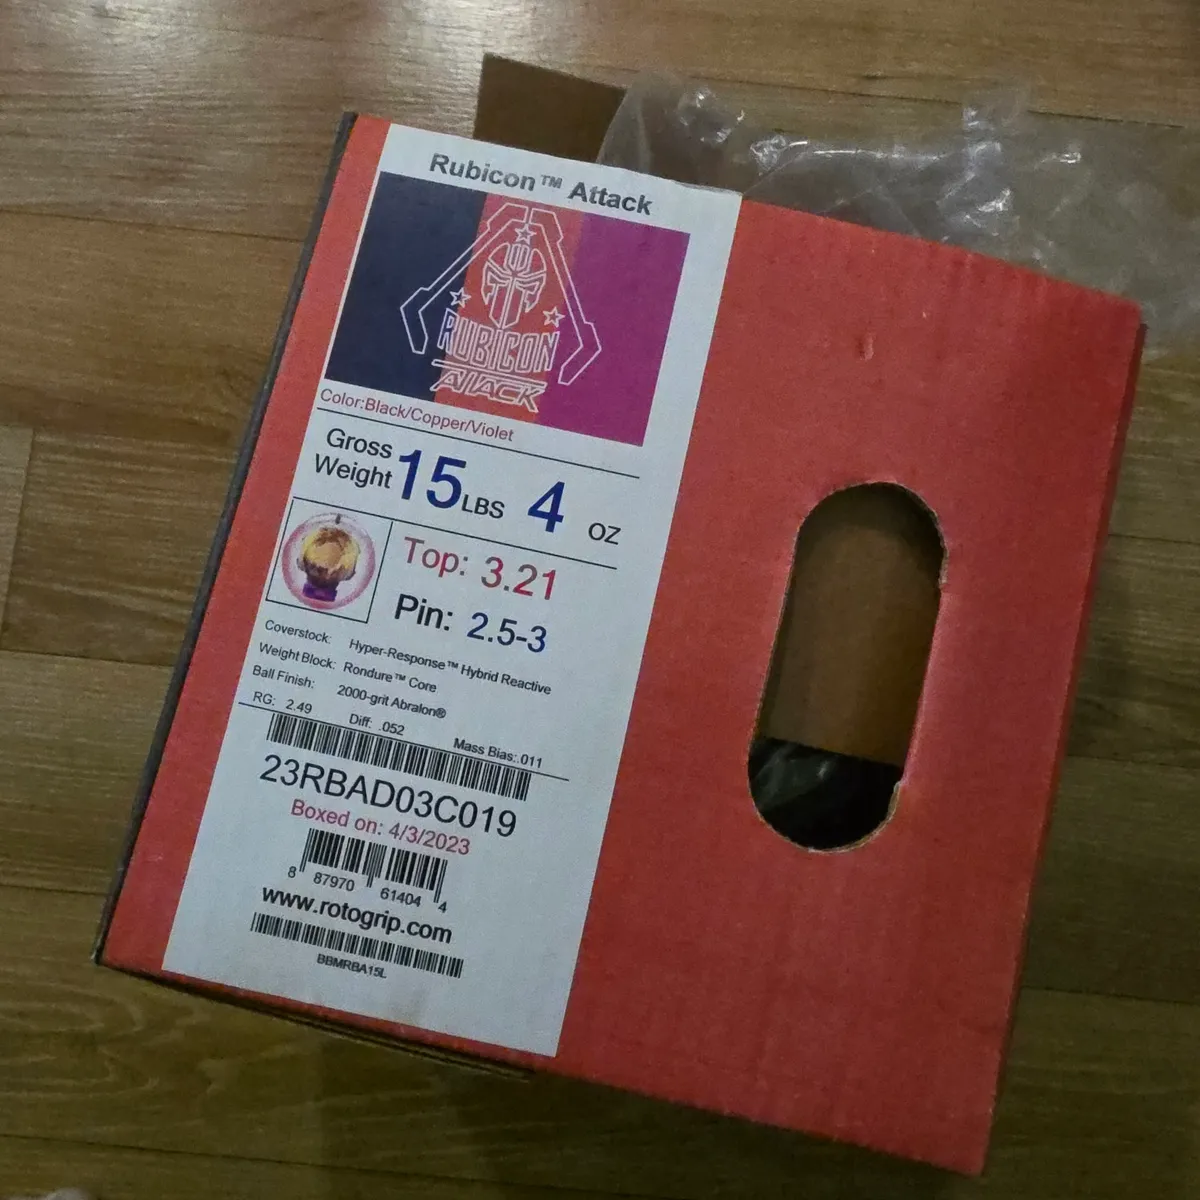 Rubicon™ Attack
RUBICON
ATTACK
Color:Black/Copper/Violet
Gross Weight 15 LBS 4 OZ
Top: 3.21
Pin: 2.5-3
Coverstock: Hyper-Response™ Hybrid Reactive
Weight Block: Rondure™ Core
Ball Finish: 2000-grit Abralon®
RG: 2.49 Diff: .052 Mass Bias:.011
23RBAD03C019
Boxed on: 4/3/2023
8 87970 61404 4
www.rotogrip.com
BBMRBA15L